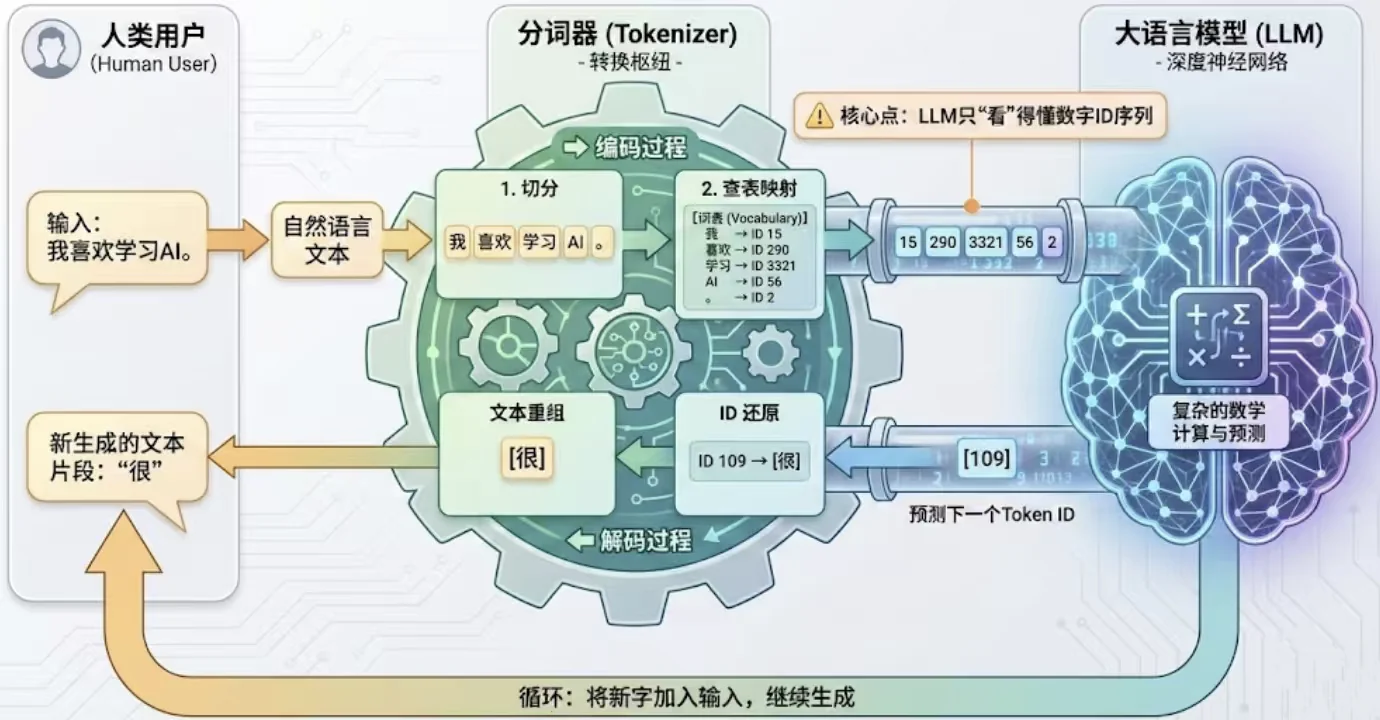 人类用户
(Human User)
输入：
我喜欢学习AI。
自然语言
文本
分词器 (Tokenizer)
- 转换枢纽 -
编码过程
1. 切分
我 喜欢 学习 AI 。
2. 查表映射
【词表 (Vocabulary)】
我 → ID 15
喜欢 → ID 290
学习 → ID 3321
AI → ID 56
。 → ID 2
核心点：LLM只“看”得懂数字ID序列
15 290 3321 56 2
大语言模型 (LLM)
- 深度神经网络
+ Σ
× ÷
复杂的数学
计算与预测
[109]
预测下一个Token ID
ID 还原
ID 109 → [很]
文本重组
[很]
解码过程
新生成的文本
片段：“很”
循环：将新字加入输入，继续生成